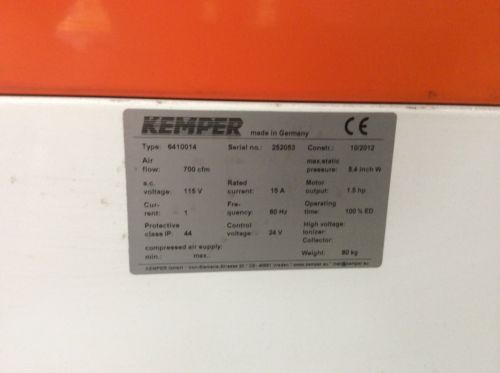 KEMPER made in Germany CE
Type: 6410014 Serial no.: 252053 Constr.: 10/2012
Air flow: 700 cfm max.static pressure: 5,4 inch W
a.c. voltage: 115 V Rated current: 15 A Motor output: 1.5 hp
Cur-rent: 1 Fre-quency: 60 Hz Operating time: 100 % ED
Protective class IP: 44 Control voltage: 24 V High voltage: Ionizer: Collector:
compressed air supply:
min.: max.: Weight: 80 kg
KEMPER GmbH